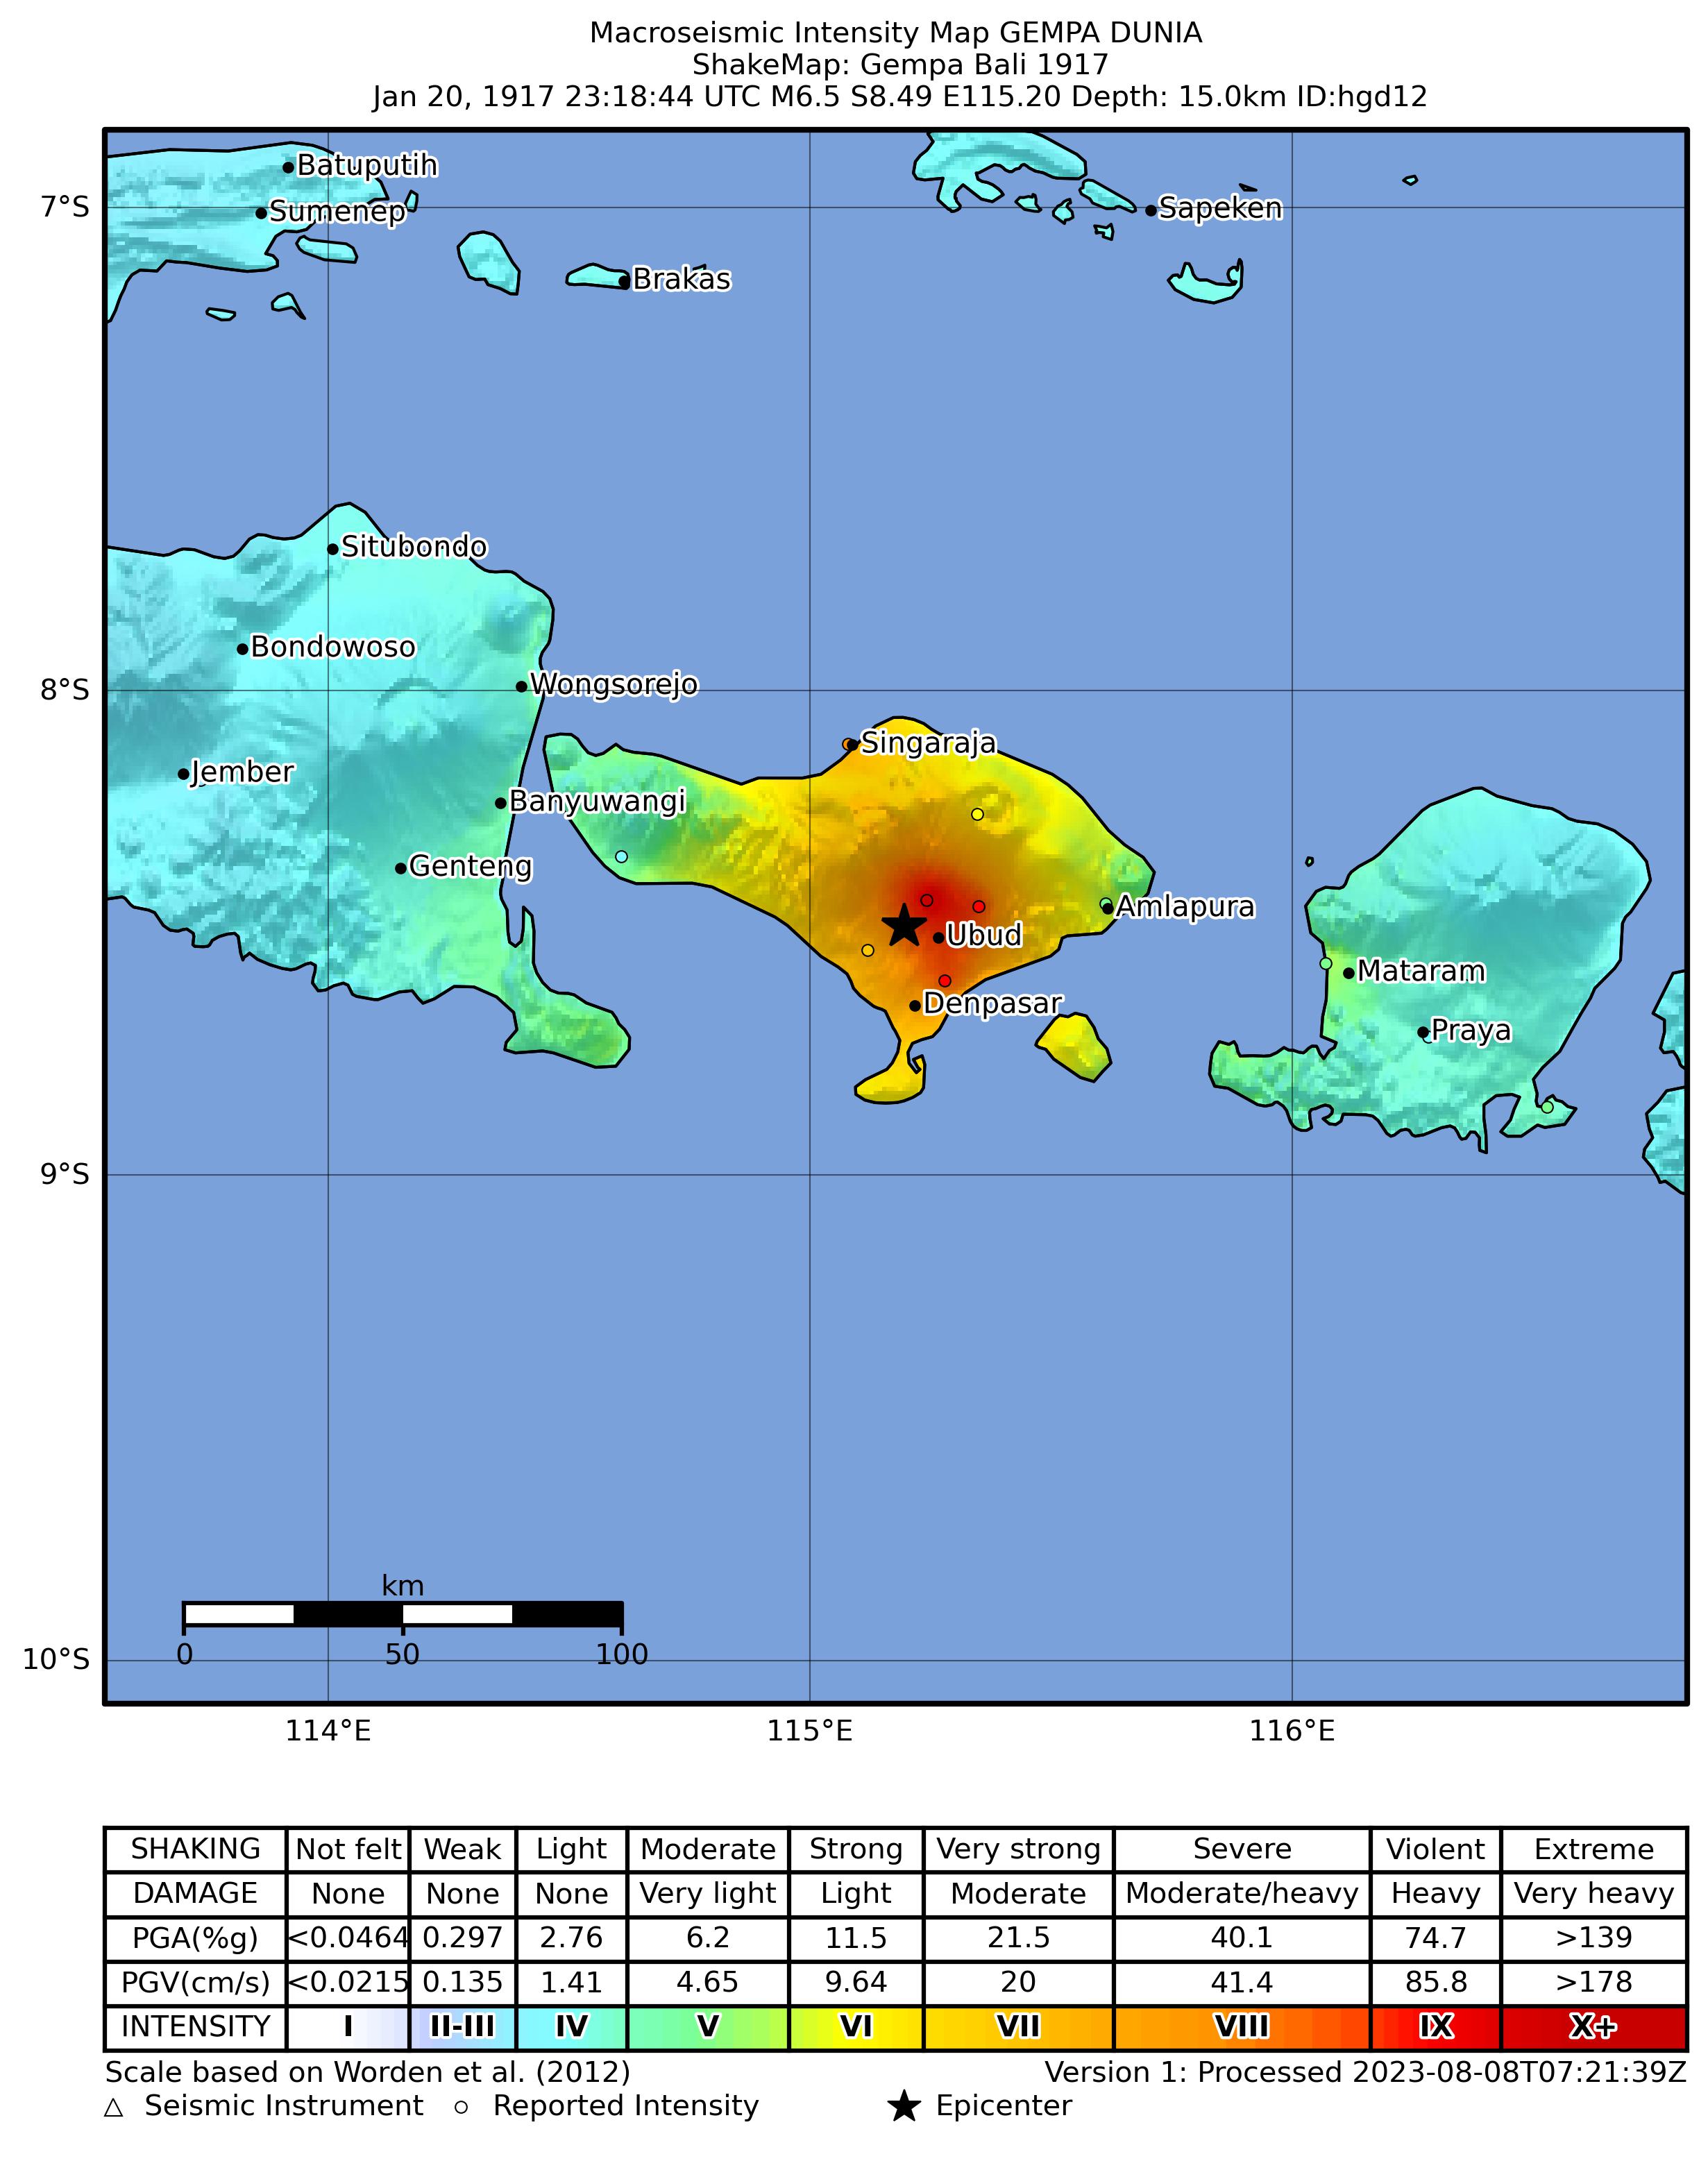 Macroseismic Intensity Map GEMPA DUNIA
ShakeMap: Gempa Bali 1917
Jan 20, 1917 23:18:44 UTC M6.5 S8.49 E115.20 Depth: 15.0km ID:hgd12
Batuputih
7°S
Sumenep
Sapeken
Brakas
Situbondo
Bondowoso
8°S
Wongsorejo
Singaraja
Jember
Banyuwangi
Genteng
Amlapura
Ubud
Mataram
Denpasar
Praya
9°S
km
0 50 100
10°S
114°E 115°E 116°E
SHAKING Not felt Weak Light Moderate Strong Very strong Severe Violent Extreme
DAMAGE None None None Very light Light Moderate Moderate/heavy Heavy Very heavy
PGA(%g) <0.0464 0.297 2.76 6.2 11.5 21.5 40.1 74.7 >139
PGV(cm/s) <0.0215 0.135 1.41 4.65 9.64 20 41.4 85.8 >178
INTENSITY I II-III IV V VI VII VIII IX X+
Scale based on Worden et al. (2012) Version 1: Processed 2023-08-08T07:21:39Z
Seismic Instrument Reported Intensity Epicenter